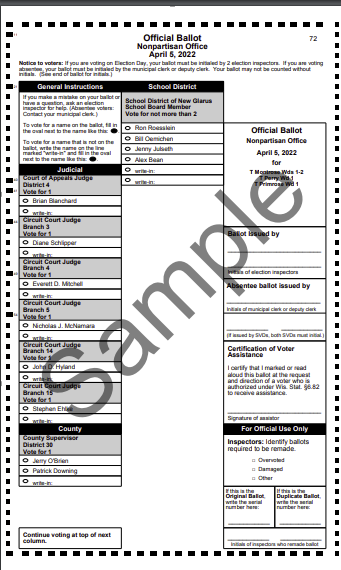 Official Ballot
Nonpartisan Office
April 5, 2022
72
Notice to voters: If you are voting on Election Day, your ballot must be initialed by 2 election inspectors. If you are voting
absentee, your ballot must be initialed by the municipal clerk or deputy clerk. Your ballot may not be counted without
initials. (See end of ballot for initials.)
General Instructions
If you make a mistake on your ballot or
have a question, ask an election
inspector for help. (Absentee voters:
Contact your municipal clerk.)
To vote for a name on the ballot, fill in
the oval next to the name like this:
To vote for a name that is not on the
ballot, write the name on the line
marked "write-in" and fill in the oval
next to the name like this:
Judicial
Court of Appeals Judge
District 4
Vote for 1
Brian Blanchard
write-in:
Circuit Court Judge
Branch 3
Vote for 1
Diane Schlipper
write-in:
Circuit Court Judge
Branch 4
Vote for 1
Everett D. Mitchell
write-in:
Circuit Court Judge
Branch 5
Vote for 1
Nicholas J. McNamara
write-in:
Circuit Court Judge
Branch 14
Vote for 1
John D. Hyland
write-in:
Circuit Court Judge
Branch 15
Vote for 1
Stephan Ehlke
write-in:
County
County Supervisor
District 30
Vote for 1
Jerry O'Brien
Patrick Downing
write-in:
Continue voting at top of next
column.
School District
School District of New Glarus
School Board Member
Vote for not more than 2
Ron Roesslein
Bill Oemichen
Jenny Julseth
Alex Bean
write-in:
write-in:
Official Ballot
Nonpartisan Office
April 5, 2022
for
T Montrose Wds 1-2
T Perry Wd 1
T Primrose Wd 1
Ballot issued by
Initials of election inspectors
Absentee ballot issued by
Initials of municipal clerk or deputy clerk
(If issued by SVDs, both SVDs must initial.)
Certification of Voter
Assistance
I certify that I marked or read
aloud this ballot at the request
and direction of a voter who is
authorized under Wis. Stat. §6.82
to receive assistance.
Signature of assistor
For Official Use Only
Inspectors: Identify ballots
required to be remade.
Overvoted
Damaged
Other
If this is the
Original Ballot,
write the serial
number here:
If this is the
Duplicate Ballot,
write the serial
number here:
Initials of inspectors who remade ballot
Sample